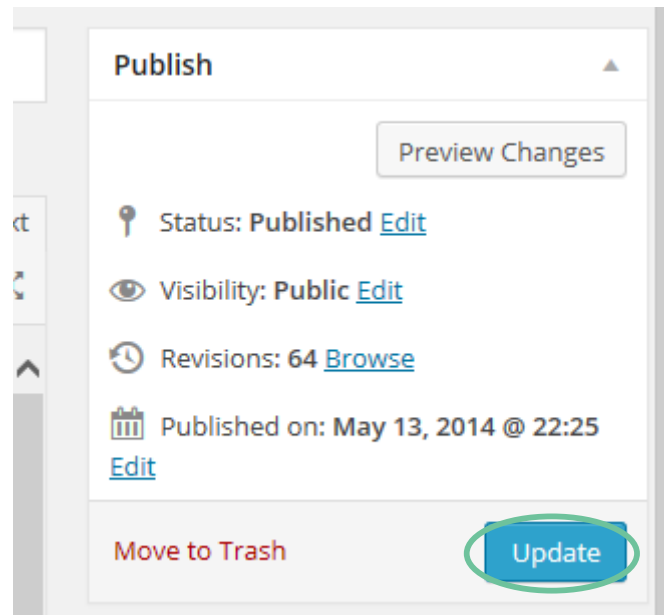 Publish
Preview Changes
xt
Status: Published Edit
Visibility: Public Edit
Revisions: 64 Browse
Published on: May 13, 2014 @ 22:25
Edit
Move to Trash
Update